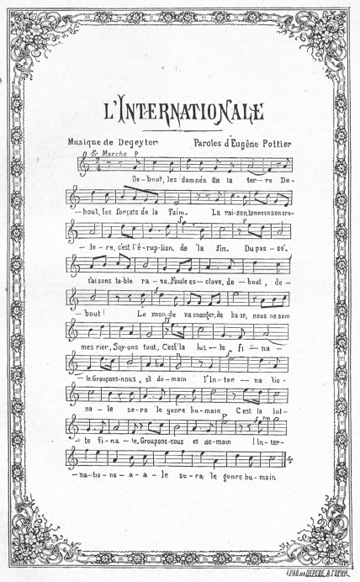 L'INTERNATIONALE
Musique de Degeyter Paroles d'Eugène Pottier
Marche
De-bout, les damnés de la ter-re De-
-bout, les forçats de la Faim. La rai-son tonne en son cra-
-tè-re, c'est l'é-rup-tion, de la fin. Du pas-sé,
faisons ta-ble ra-se, Foule es-clave, de-bout, de-
bout! Le mon-de va changer, de ba-se, nous ne som
mes rien, Soy-ons tout, C'est la lut-te fi-na-
-le, Groupons-nous, et de-main l'In-ter-na-tio-
na-le se-ra le genre hu-main C'est la lut-
te fi-na-le, Groupons-nous et de-main l'In-ter-
-na-tio-na-a-le se-ra le genre hu-main.